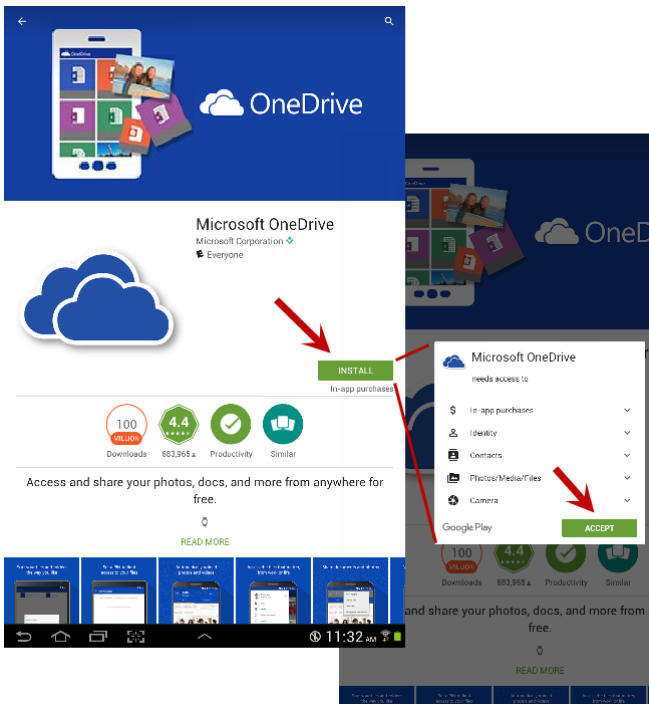 OneDrive
OneDrive
Microsoft OneDrive
Microsoft Corporation
Everyone
INSTALL
In-app purchases
100
MILLION
Downloads
4.4
683,965
Productivity
Similar
Access and share your photos, docs, and more from anywhere for
free.
READ MORE
11:32 AM
OneD
Microsoft OneDrive
needs access to
$ In-app purchases
Identity
Contacts
Photos/Media/Files
Camera
Google Play
ACCEPT
100
MILLION
Downloads
4.4
683,965
Productivity
Similar
and share your photos, docs, and more from
free.
READ MORE